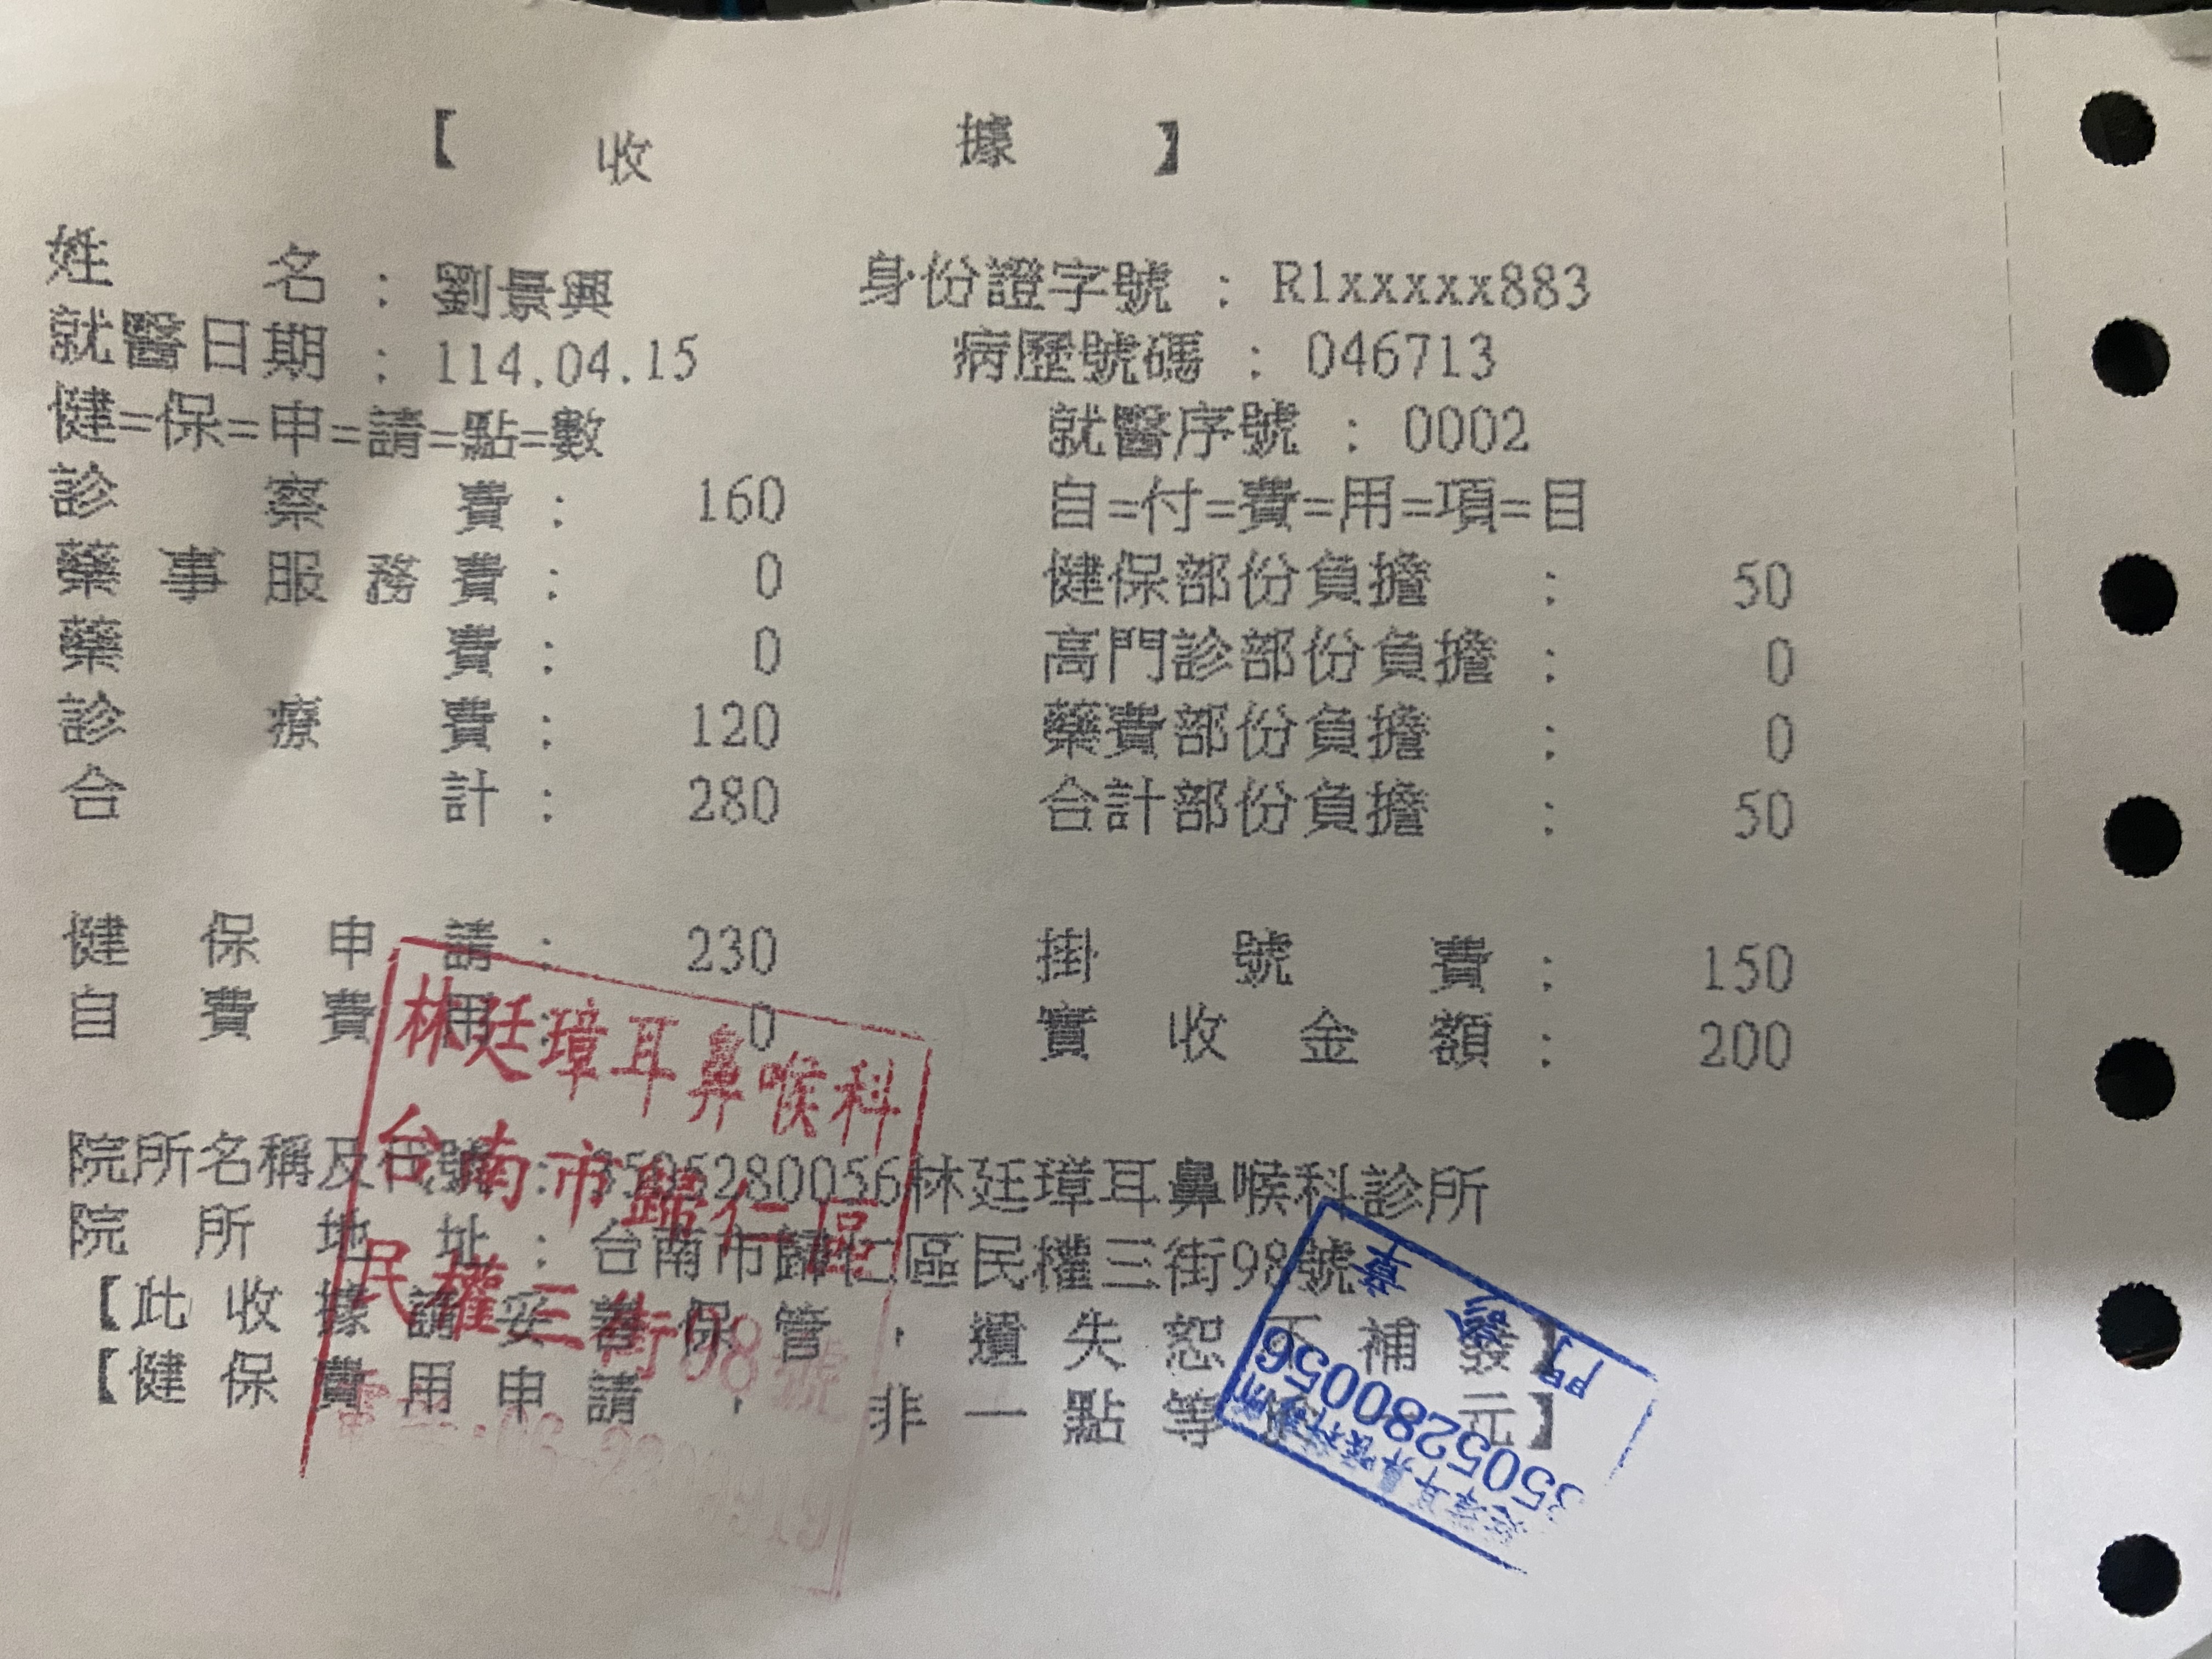 【 收 據 】
姓 名 : 劉景興 身份證字號 : R1xxxxx883
就醫日期 : 114.04.15 病歷號碼 : 046713
健=保=申=請=點=數 就醫序號 : 0002
診 察 費 : 160 自=付=費=用=項=目
藥事服務費 : 0 健保部份負擔 : 50
藥 費 : 0 高門診部份負擔 : 0
診 療 費 : 120 藥費部份負擔 : 0
合 計 : 280 合計部份負擔 : 50
健保申請 : 230 掛 號 費 : 150
自費費用 : 0 實收金額 : 200
院所名稱及代號 : 3505280056林廷璋耳鼻喉科診所
院所地址 : 台南市歸仁區民權三街98號
【此收據請妥善保管,遺失恕不補發】
【健保費用申請, 非一點等於 元】
林廷璋耳鼻喉科
台南市歸仁區
民權三街98號
3505280056